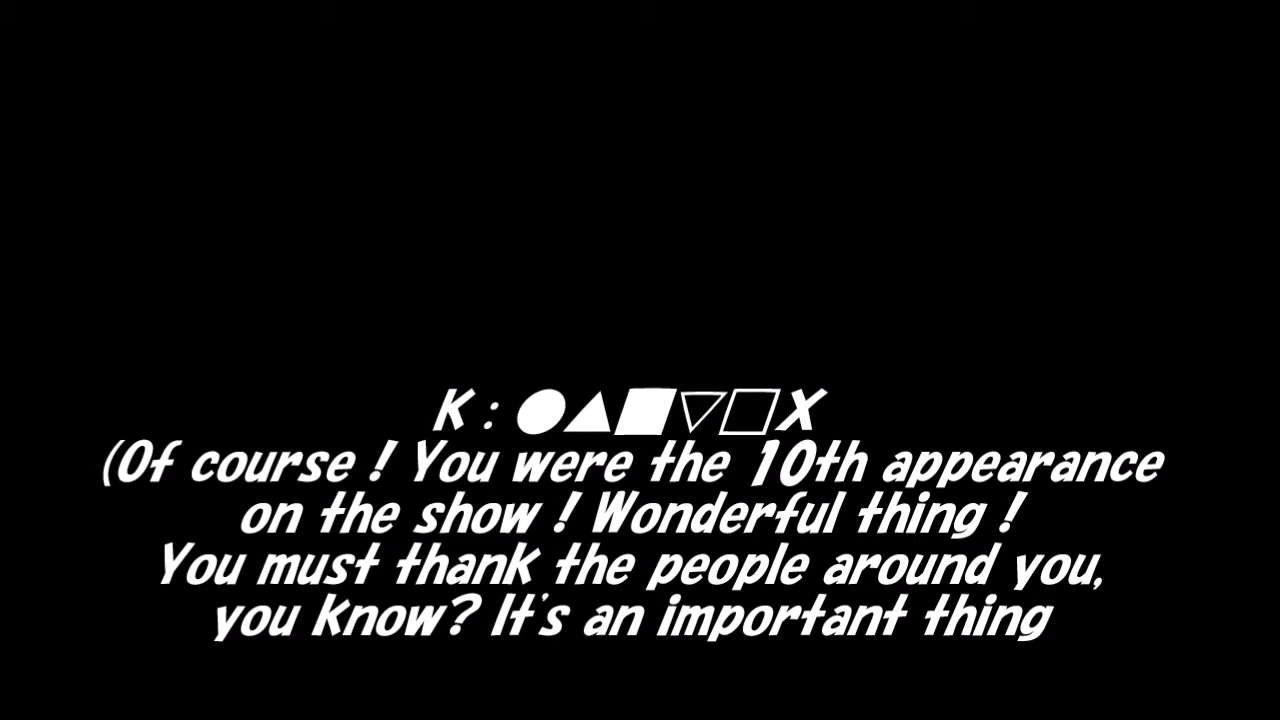 K : ●▲■▽□X
(Of course ! You were the 10th appearance
on the show ! Wonderful thing !
You must thank the people around you,
you know? It's an important thing